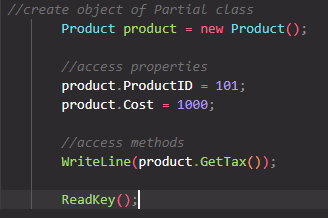 //create object of Partial class
Product product = new Product();
//access properties
product.ProductID = 101;
product.Cost = 1000;
//access methods
WriteLine(product.GetTax());
ReadKey();